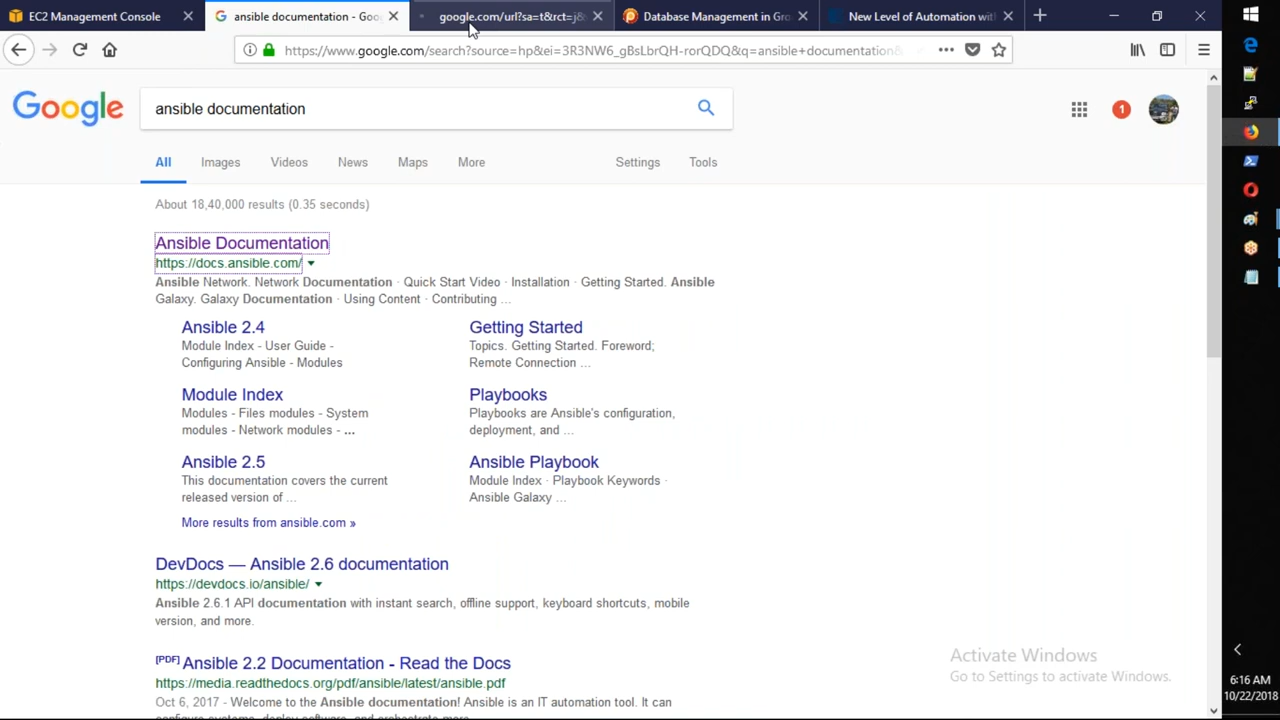 EC2 Management Console
ansible documentation - Goo
google.com/url?sa=t&rct=j&
Database Management in Gro
New Level of Automation with
https://www.google.com/search?source=hp&ei=3R3NW6_gBsLbrQH-rorQDQ&q=ansible+documentation&
Google
ansible documentation
1
All
Images
Videos
News
Maps
More
Settings
Tools
About 18,40,000 results (0.35 seconds)
Ansible Documentation
https://docs.ansible.com/
Ansible Network. Network Documentation · Quick Start Video · Installation · Getting Started. Ansible
Galaxy. Galaxy Documentation · Using Content · Contributing ...
Ansible 2.4
Module Index - User Guide -
Configuring Ansible - Modules
Getting Started
Topics. Getting Started. Foreword;
Remote Connection ...
Module Index
Modules - Files modules - System
modules - Network modules - ...
Playbooks
Playbooks are Ansible's configuration,
deployment, and ...
Ansible 2.5
This documentation covers the current
released version of ...
Ansible Playbook
Module Index · Playbook Keywords ·
Ansible Galaxy ...
More results from ansible.com »
DevDocs — Ansible 2.6 documentation
https://devdocs.io/ansible/
Ansible 2.6.1 API documentation with instant search, offline support, keyboard shortcuts, mobile
version, and more.
[PDF] Ansible 2.2 Documentation - Read the Docs
https://media.readthedocs.org/pdf/ansible/latest/ansible.pdf
Oct 6, 2017 - Welcome to the Ansible documentation! Ansible is an IT automation tool. It can
configure systems, deploy software, and orchestrate more
Activate Windows
Go to Settings to activate Windows.
6:16 AM
10/22/2018